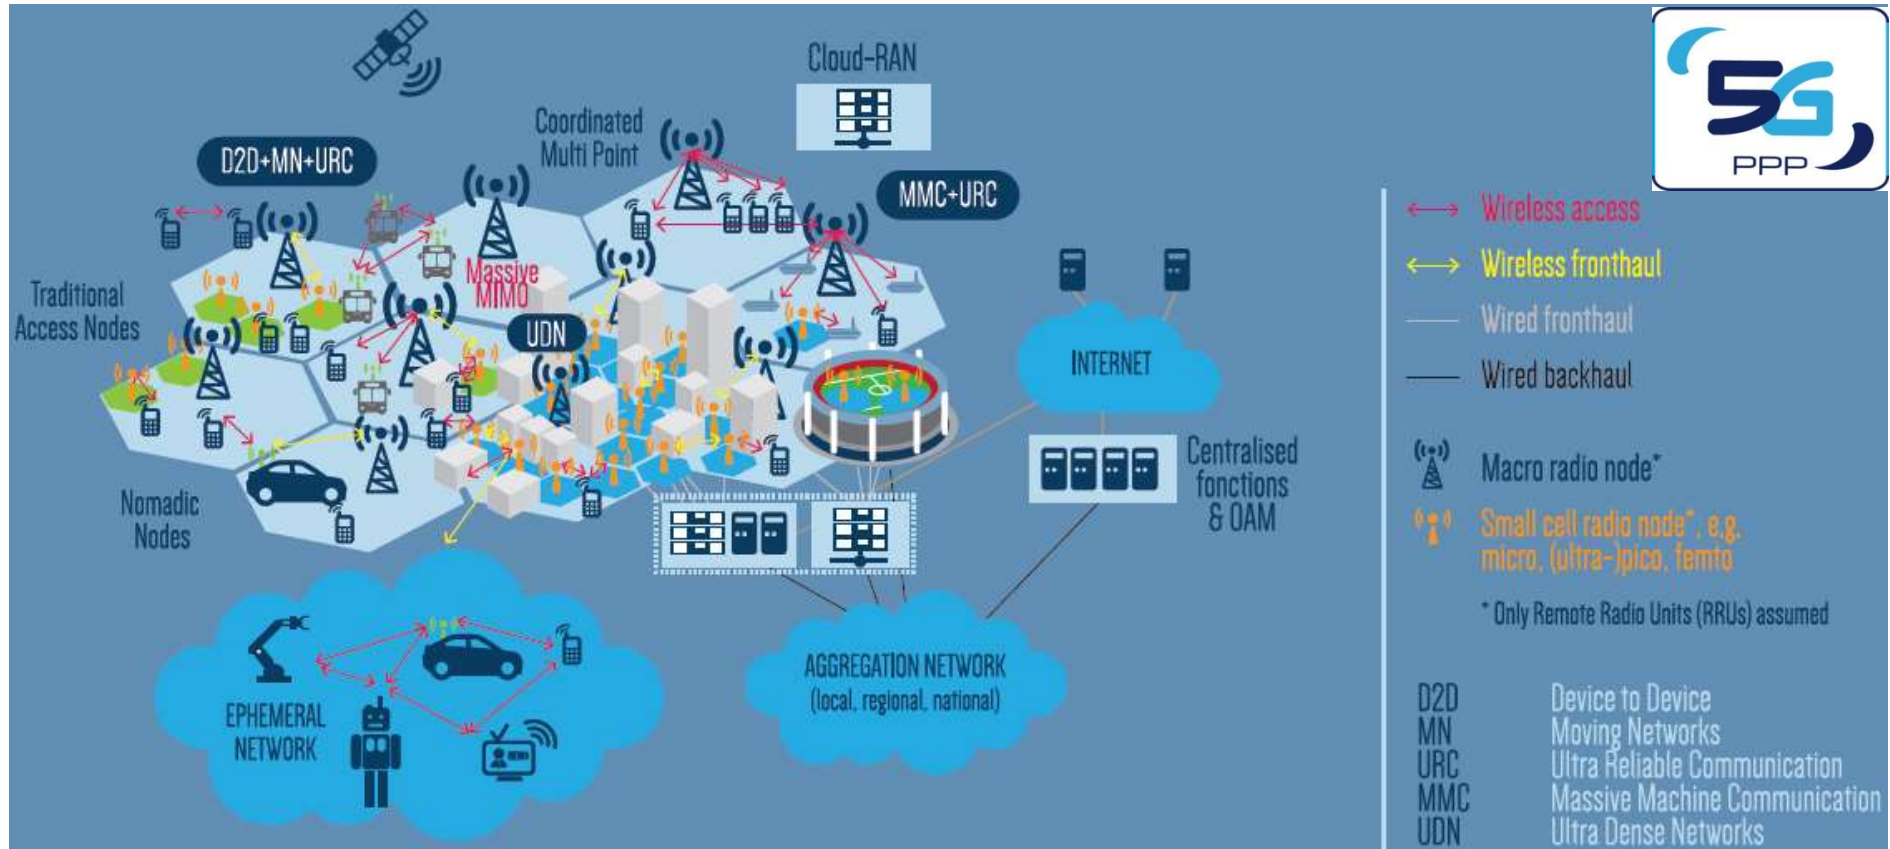 Cloud-RAN
5G
PPP
Coordinated
Multi Point
D2D+MN+URC
MMC+URC
Wireless access
Wireless fronthaul
Wired fronthaul
Wired backhaul
Massive
MIMO
Traditional
Access Nodes
UDN
INTERNET
Centralised
fonctions
& OAM
Nomadic
Nodes
Macro radio node*
Small cell radio node*, e.g.
micro, (ultra-)pico, femto
* Only Remote Radio Units (RRUs) assumed
EPHEMERAL
NETWORK
AGGREGATION NETWORK
(local, regional, national)
D2D Device to Device
MN Moving Networks
URC Ultra Reliable Communication
MMC Massive Machine Communication
UDN Ultra Dense Networks